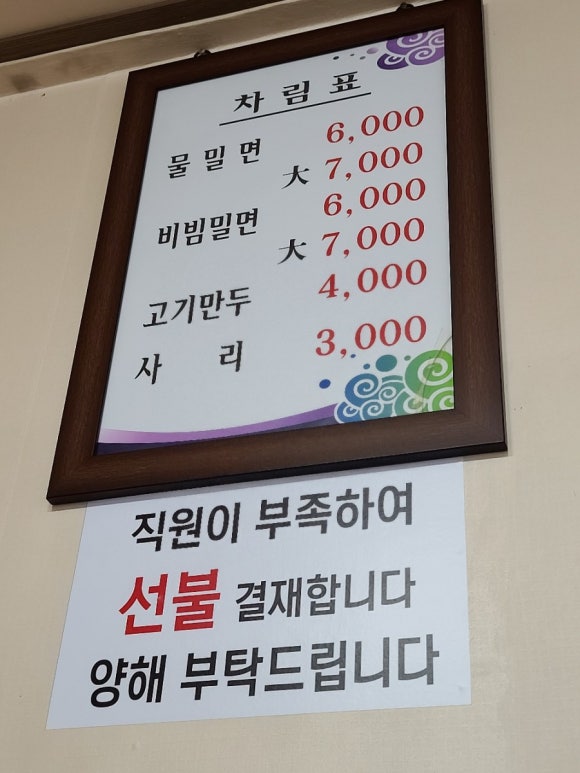 차림표
물밀면 6,000
大 7,000
비빔밀면 6,000
大 7,000
고기만두 4,000
사리 3,000
직원이 부족하여
선불 결재합니다
양해 부탁드립니다